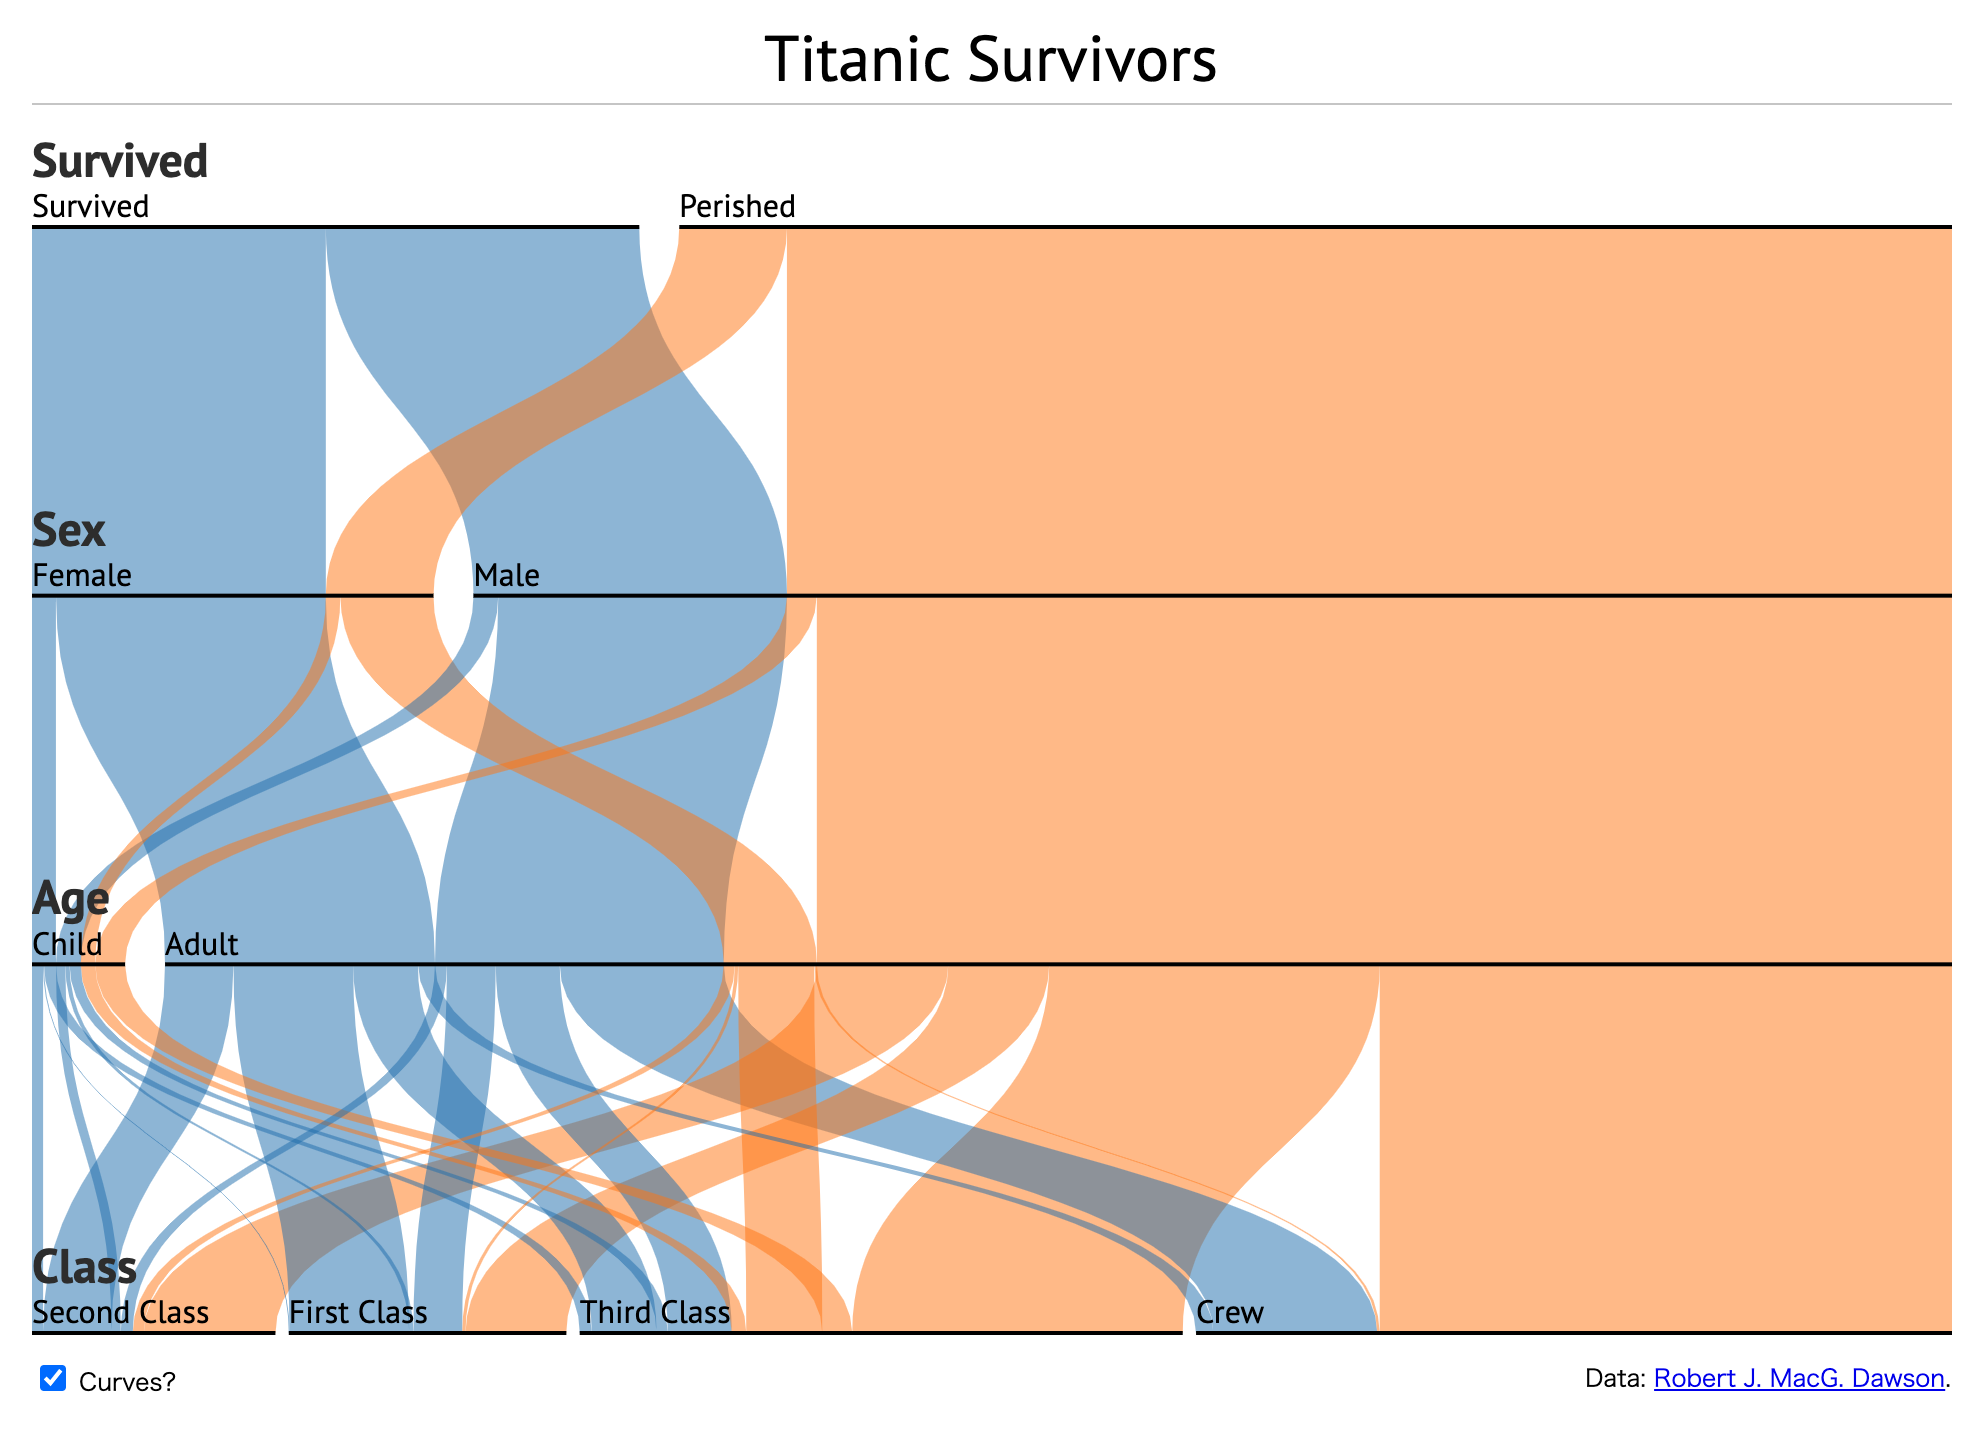 Titanic Survivors
Survived
Survived Perished
Sex
Female Male
Age
Child Adult
Class
Second Class First Class Third Class Crew
Curves? Data: Robert J. MacG. Dawson.